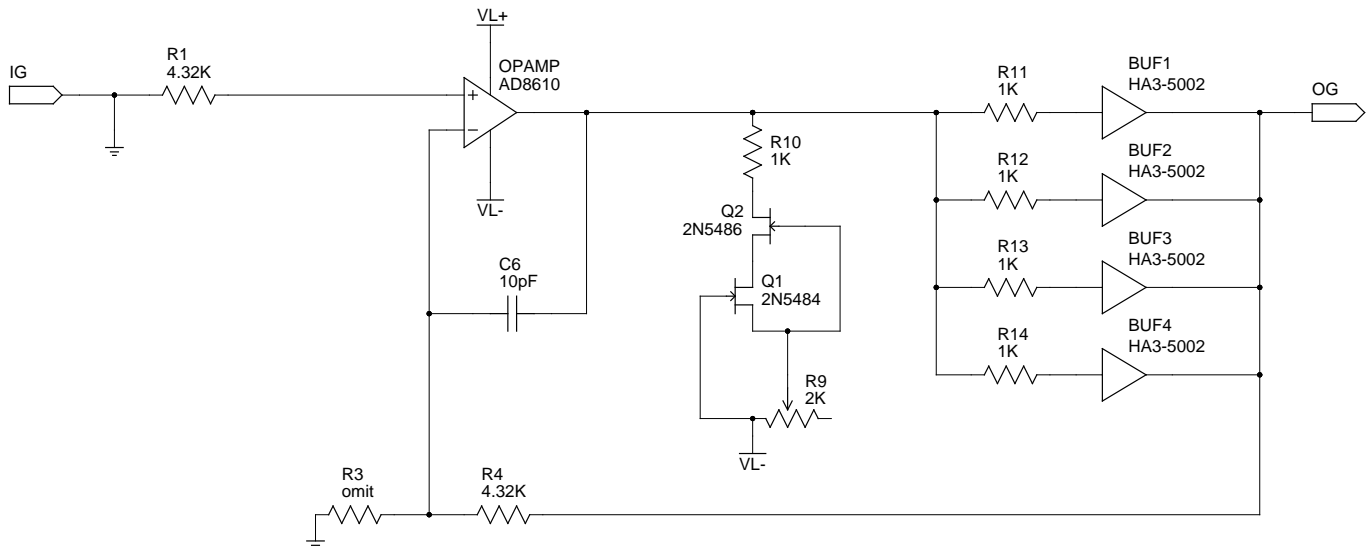 VL+
IG
R1
4.32K
OPAMP
AD8610
+
−
VL-
R10
1K
Q2
2N5486
Q1
2N5484
R9
2K
VL-
C6
10pF
R3
omit
R4
4.32K
R11
1K
BUF1
HA3-5002
OG
R12
1K
BUF2
HA3-5002
R13
1K
BUF3
HA3-5002
R14
1K
BUF4
HA3-5002